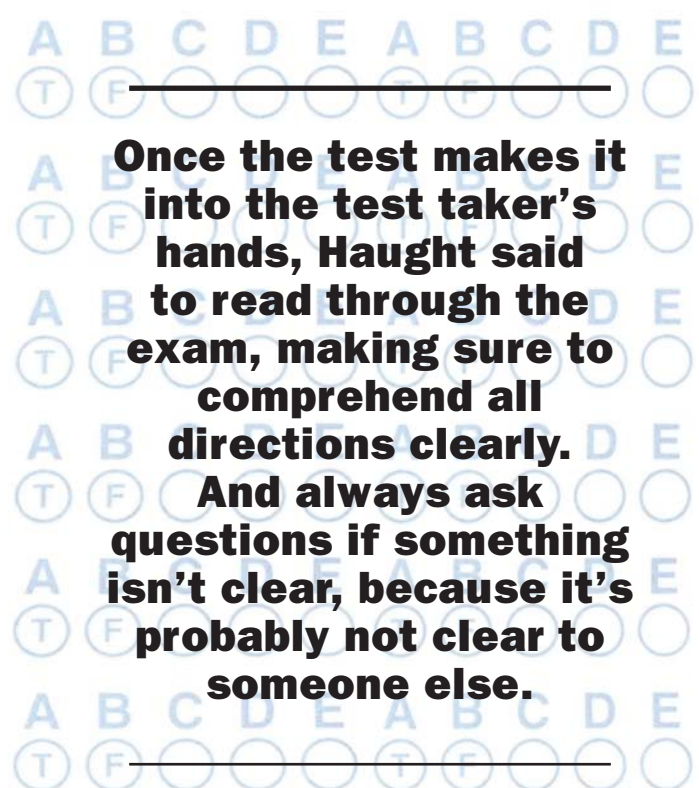 A B C D E A B C D E
T F T F
Once the test makes it
A B C D E A B C D E
into the test taker's
T F
hands, Haught said
to read through the
A B D E A B D E
exam, making sure to
T F
comprehend all
directions clearly.
A B D E
And always ask
T F
questions if something
isn't clear, because it's
A E
probably not clear to
T F
someone else.
A B C D E A B C D E
T F T F